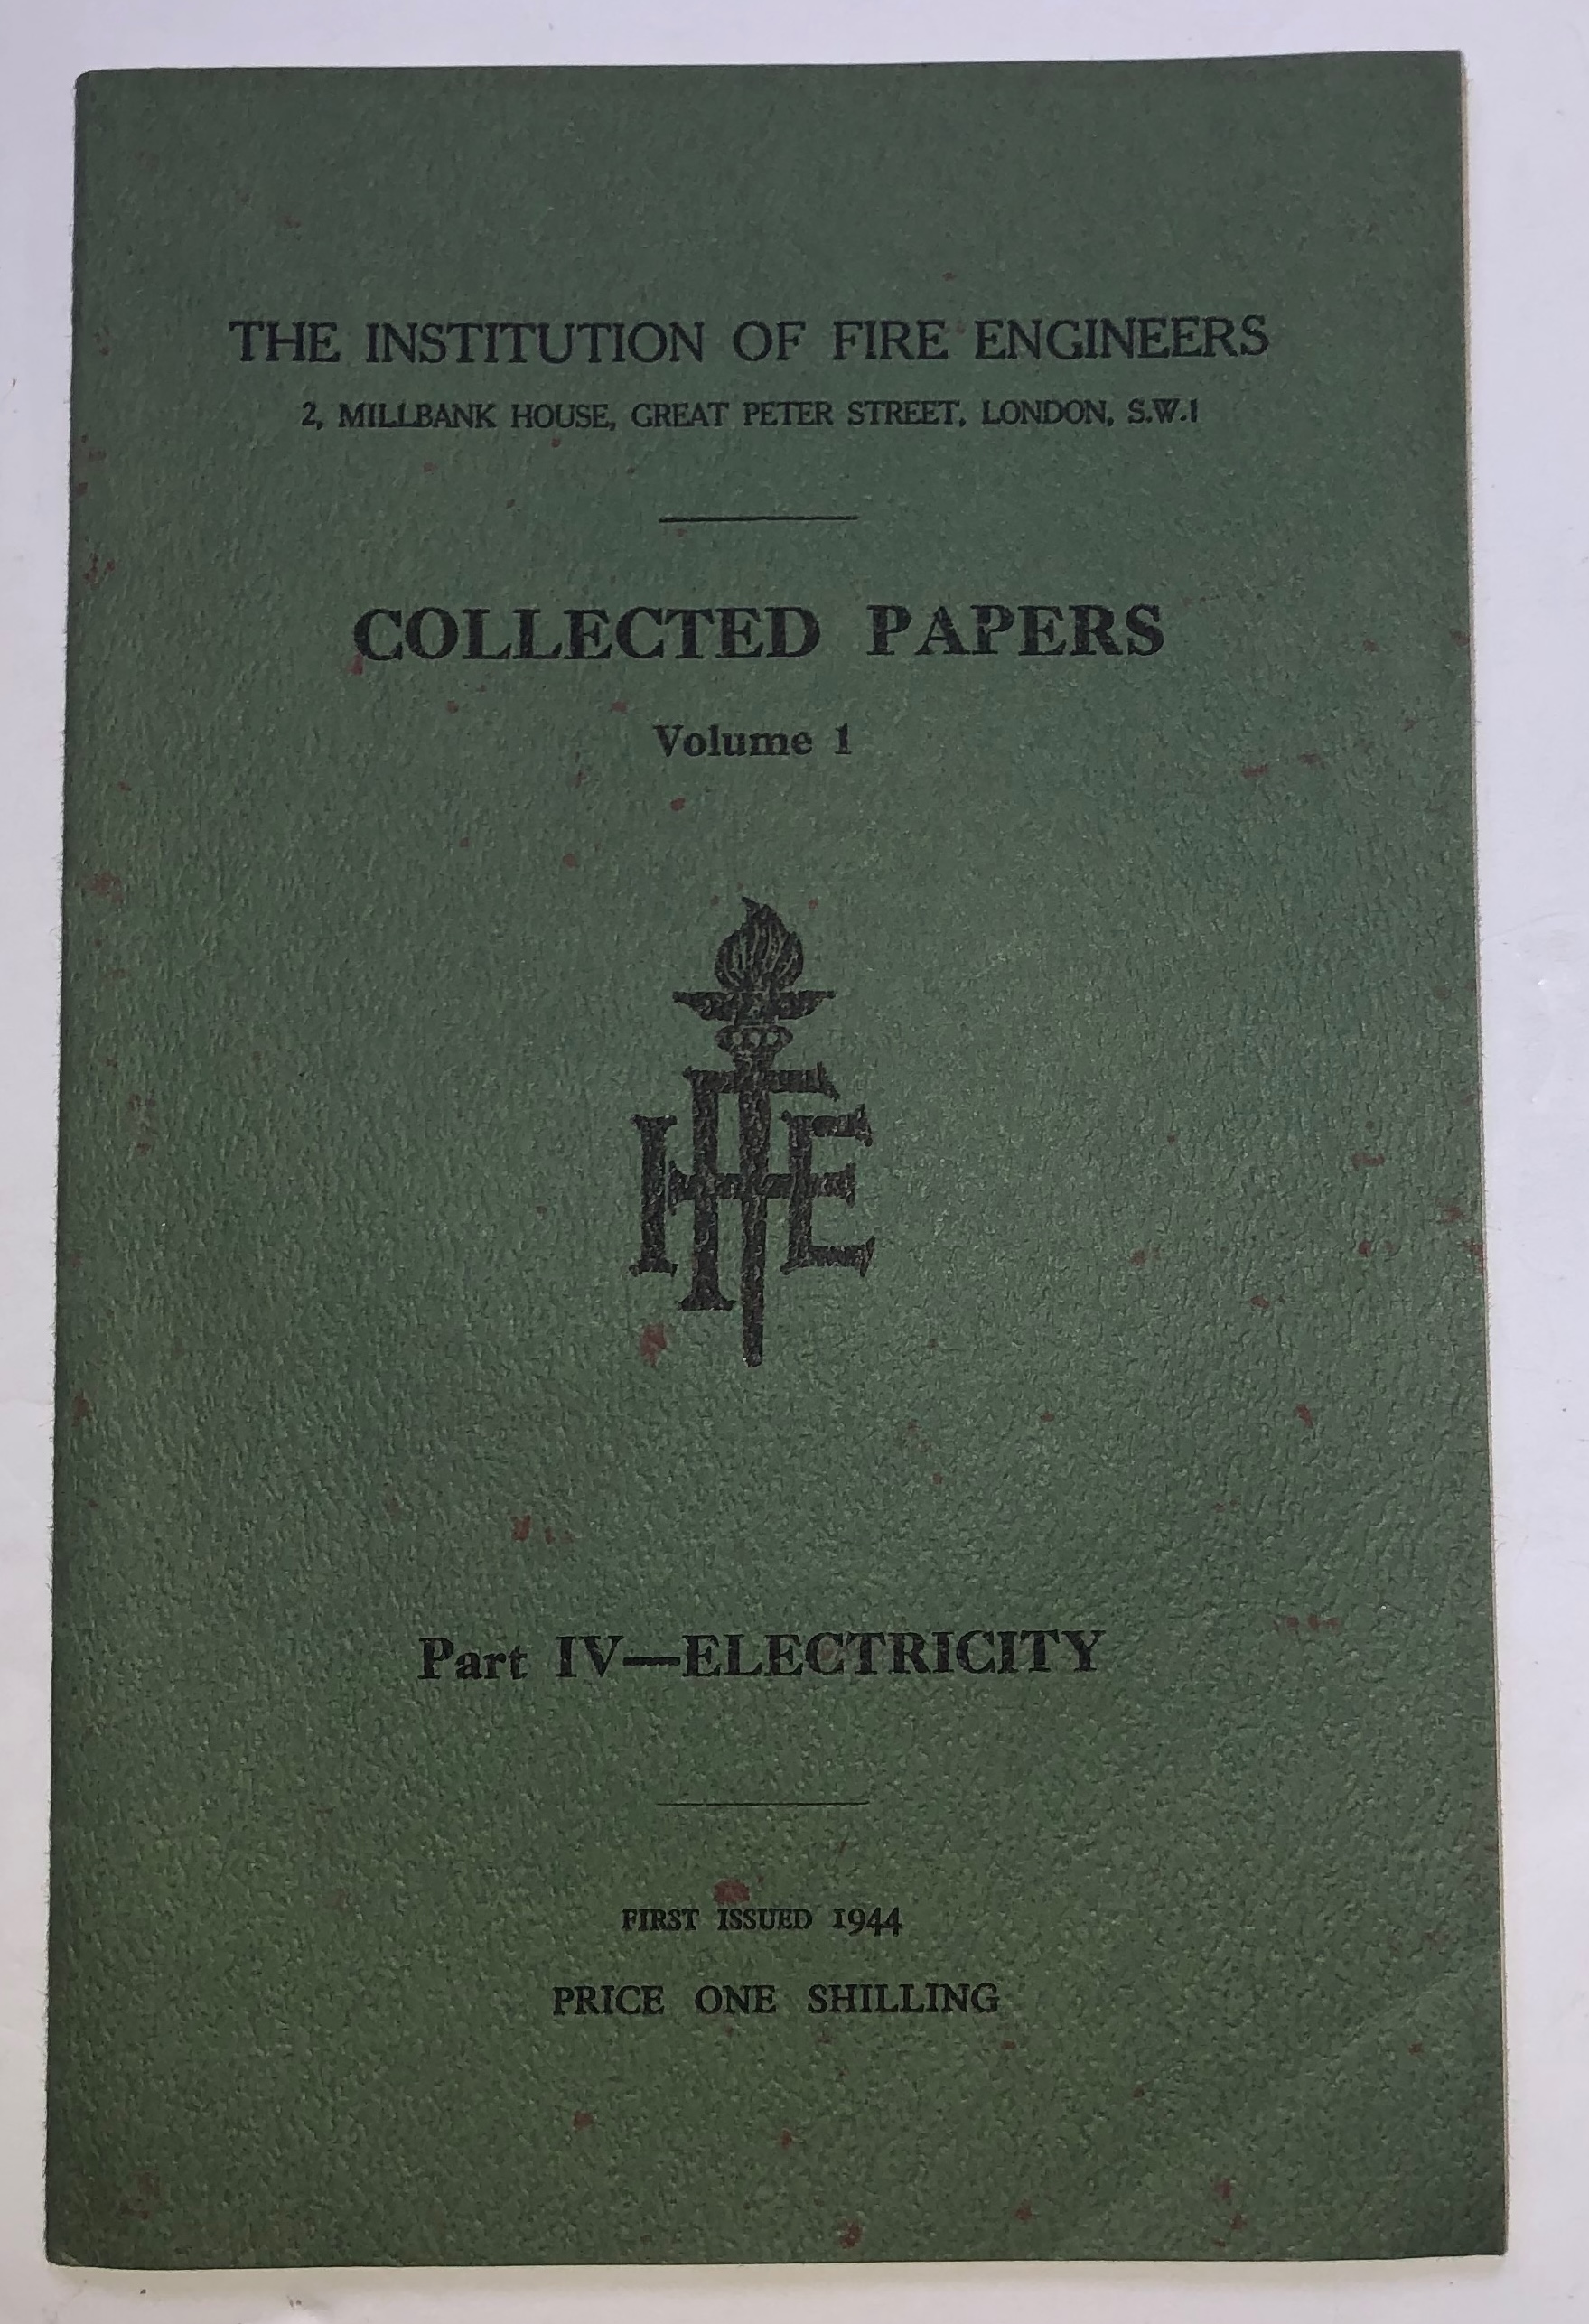 THE INSTITUTION OF FIRE ENGINEERS
2, MILLBANK HOUSE, GREAT PETER STREET, LONDON, S.W.1
COLLECTED PAPERS
Volume 1
IFE
Part IV—ELECTRICITY
FIRST ISSUED 1944
PRICE ONE SHILLING